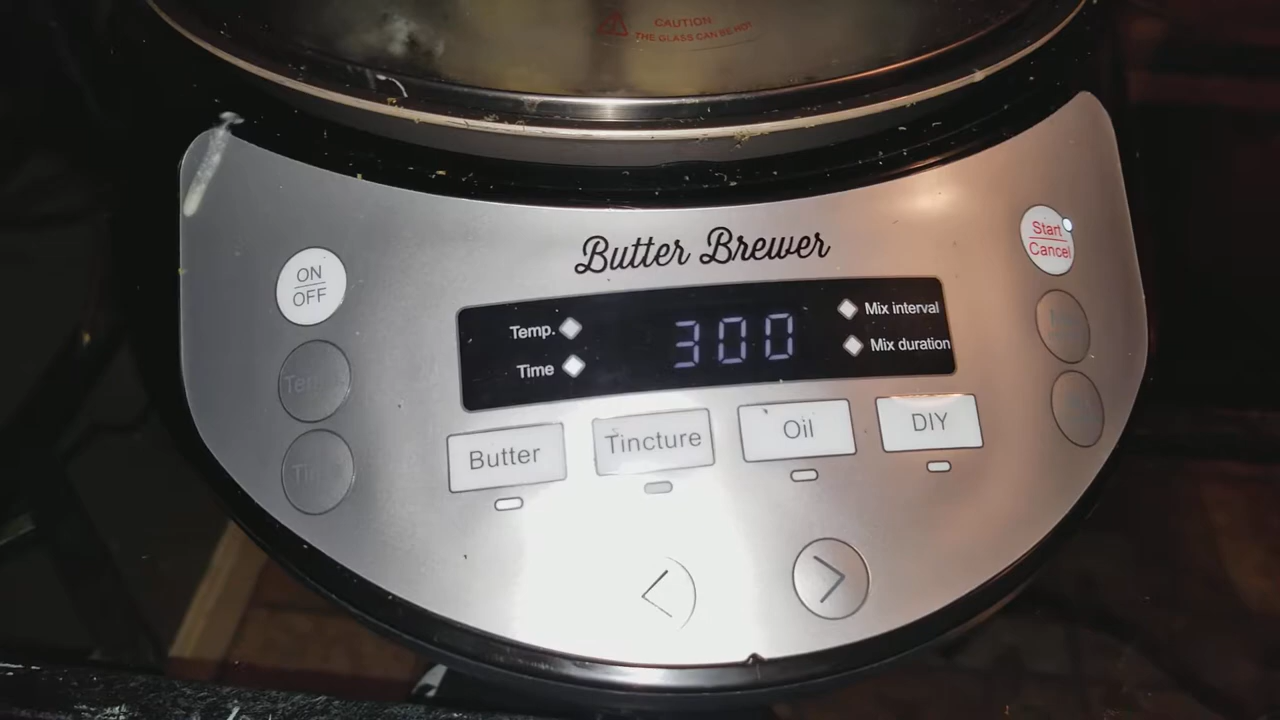 CAUTION
THE GLASS CAN BE HOT
Butter Brewer
ON
OFF
Start
Cancel
Temp.
300
Mix interval
Time
Mix duration
Butter
Tincture
Oil
DIY